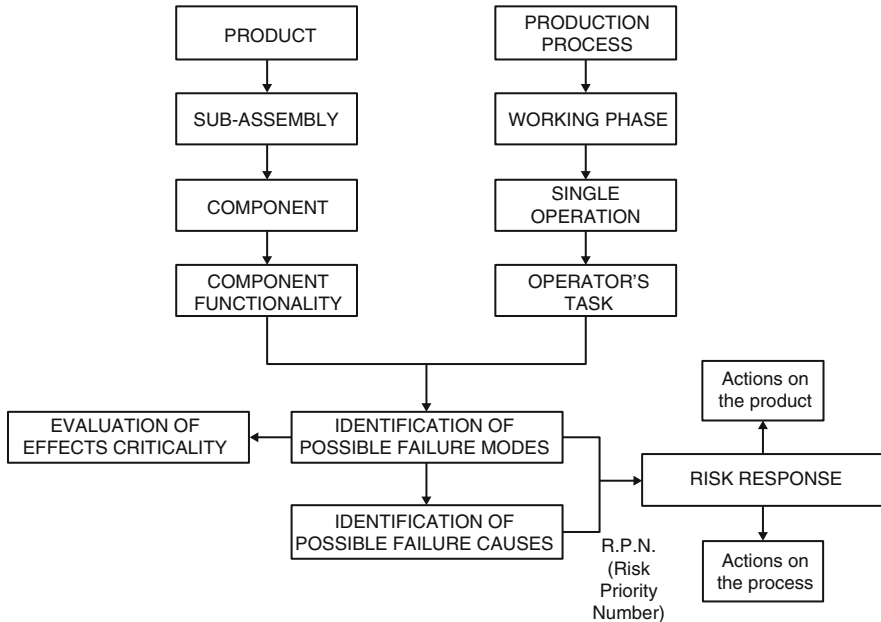 PRODUCT
PRODUCTION
PROCESS
SUB-ASSEMBLY
WORKING PHASE
COMPONENT
SINGLE
OPERATION
COMPONENT
FUNCTIONALITY
OPERATOR’S
TASK
Actions on
the product
EVALUATION OF
EFFECTS CRITICALITY
IDENTIFICATION OF
POSSIBLE FAILURE MODES
RISK RESPONSE
IDENTIFICATION OF
POSSIBLE FAILURE CAUSES
R.P.N.
(Risk
Priority
Number)
Actions on
the process